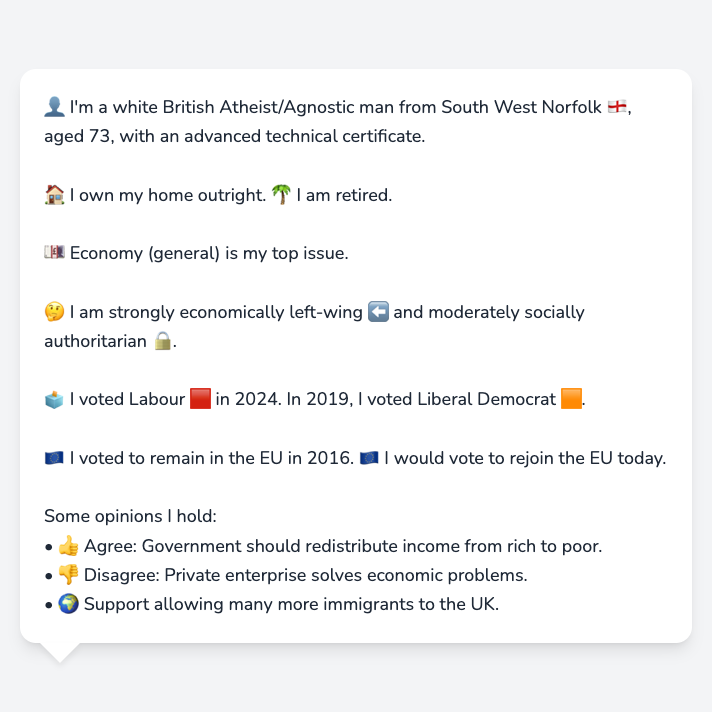 👤 I'm a white British Atheist/Agnostic man from South West Norfolk 🏴󠁧󠁢󠁥󠁮󠁧󠁿,
aged 73, with an advanced technical certificate.
🏠 I own my home outright. 🌴 I am retired.
💷 Economy (general) is my top issue.
🤔 I am strongly economically left-wing ⬅️ and moderately socially
authoritarian 🔒.
🗳️ I voted Labour 🟥 in 2024. In 2019, I voted Liberal Democrat 🟧.
🇪🇺 I voted to remain in the EU in 2016. 🇪🇺 I would vote to rejoin the EU today.
Some opinions I hold:
• 👍 Agree: Government should redistribute income from rich to poor.
• 👎 Disagree: Private enterprise solves economic problems.
• 🌍 Support allowing many more immigrants to the UK.